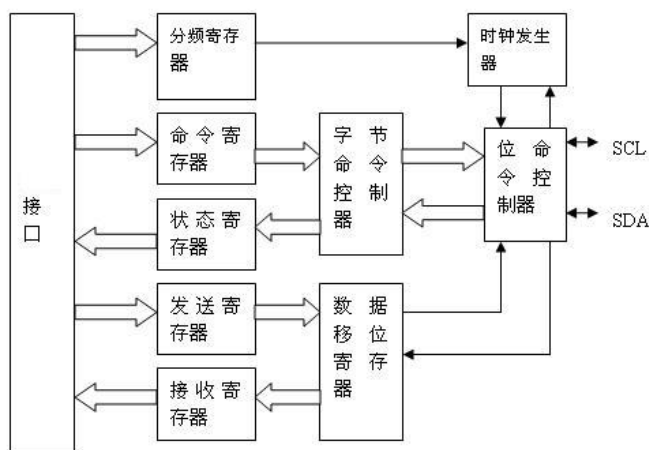 接
口
分频寄存
器
命令寄
存器
状态寄
存器
发送寄
存器
接收寄
存器
字节
命令
控制
器
数据
移位
寄存
器
时钟发生
器
位命
令控
制器
SCL
SDA